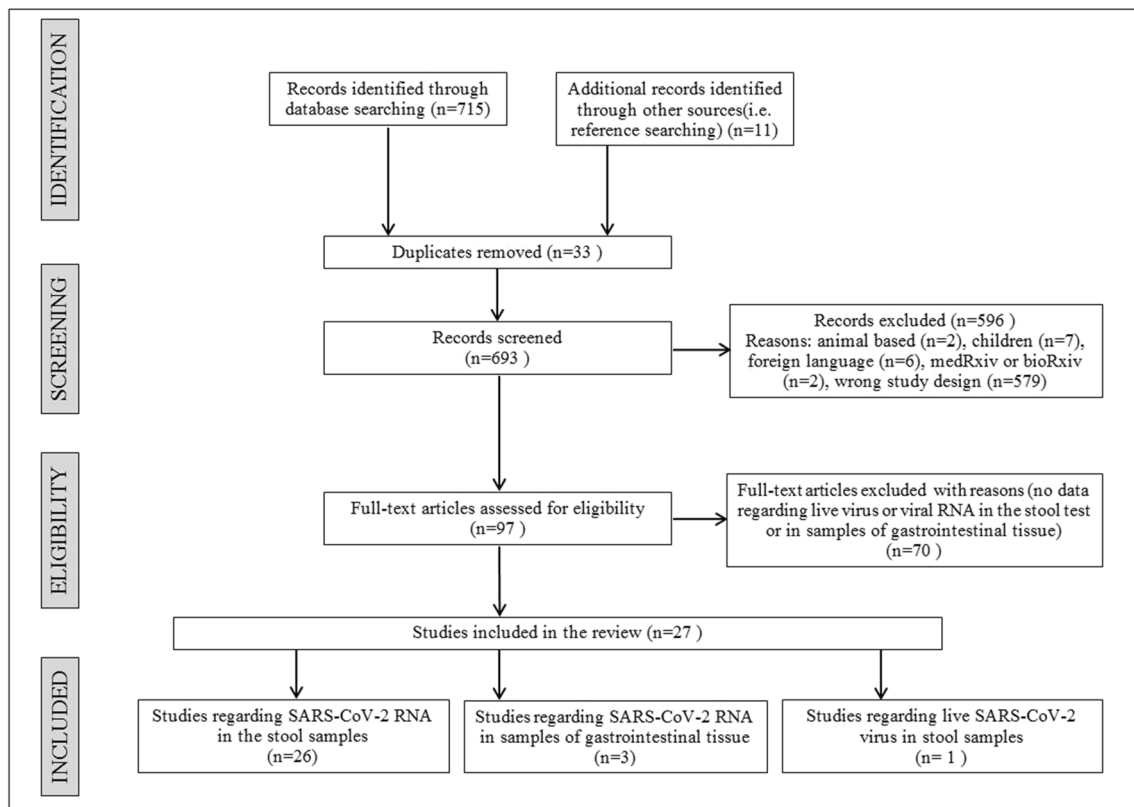 IDENTIFICATION
Records identified through
database searching (n=715)
Additional records identified
through other sources(i.e.
reference searching) (n=11)
Duplicates removed (n=33 )
SCREENING
Records screened
(n=693 )
Records excluded (n=596 )
Reasons: animal based (n=2), children (n=7),
foreign language (n=6), medRxiv or bioRxiv
(n=2), wrong study design (n=579)
ELIGIBILITY
Full-text articles assessed for eligibility
(n=97 )
Full-text articles excluded with reasons (no data
regarding live virus or viral RNA in the stool test
or in samples of gastrointestinal tissue)
(n=70 )
Studies included in the review (n=27 )
INCLUDED
Studies regarding SARS-CoV-2 RNA
in the stool samples
(n=26)
Studies regarding SARS-CoV-2 RNA
in samples of gastrointestinal tissue
(n=3)
Studies regarding live SARS-CoV-2
virus in stool samples
(n= 1 )